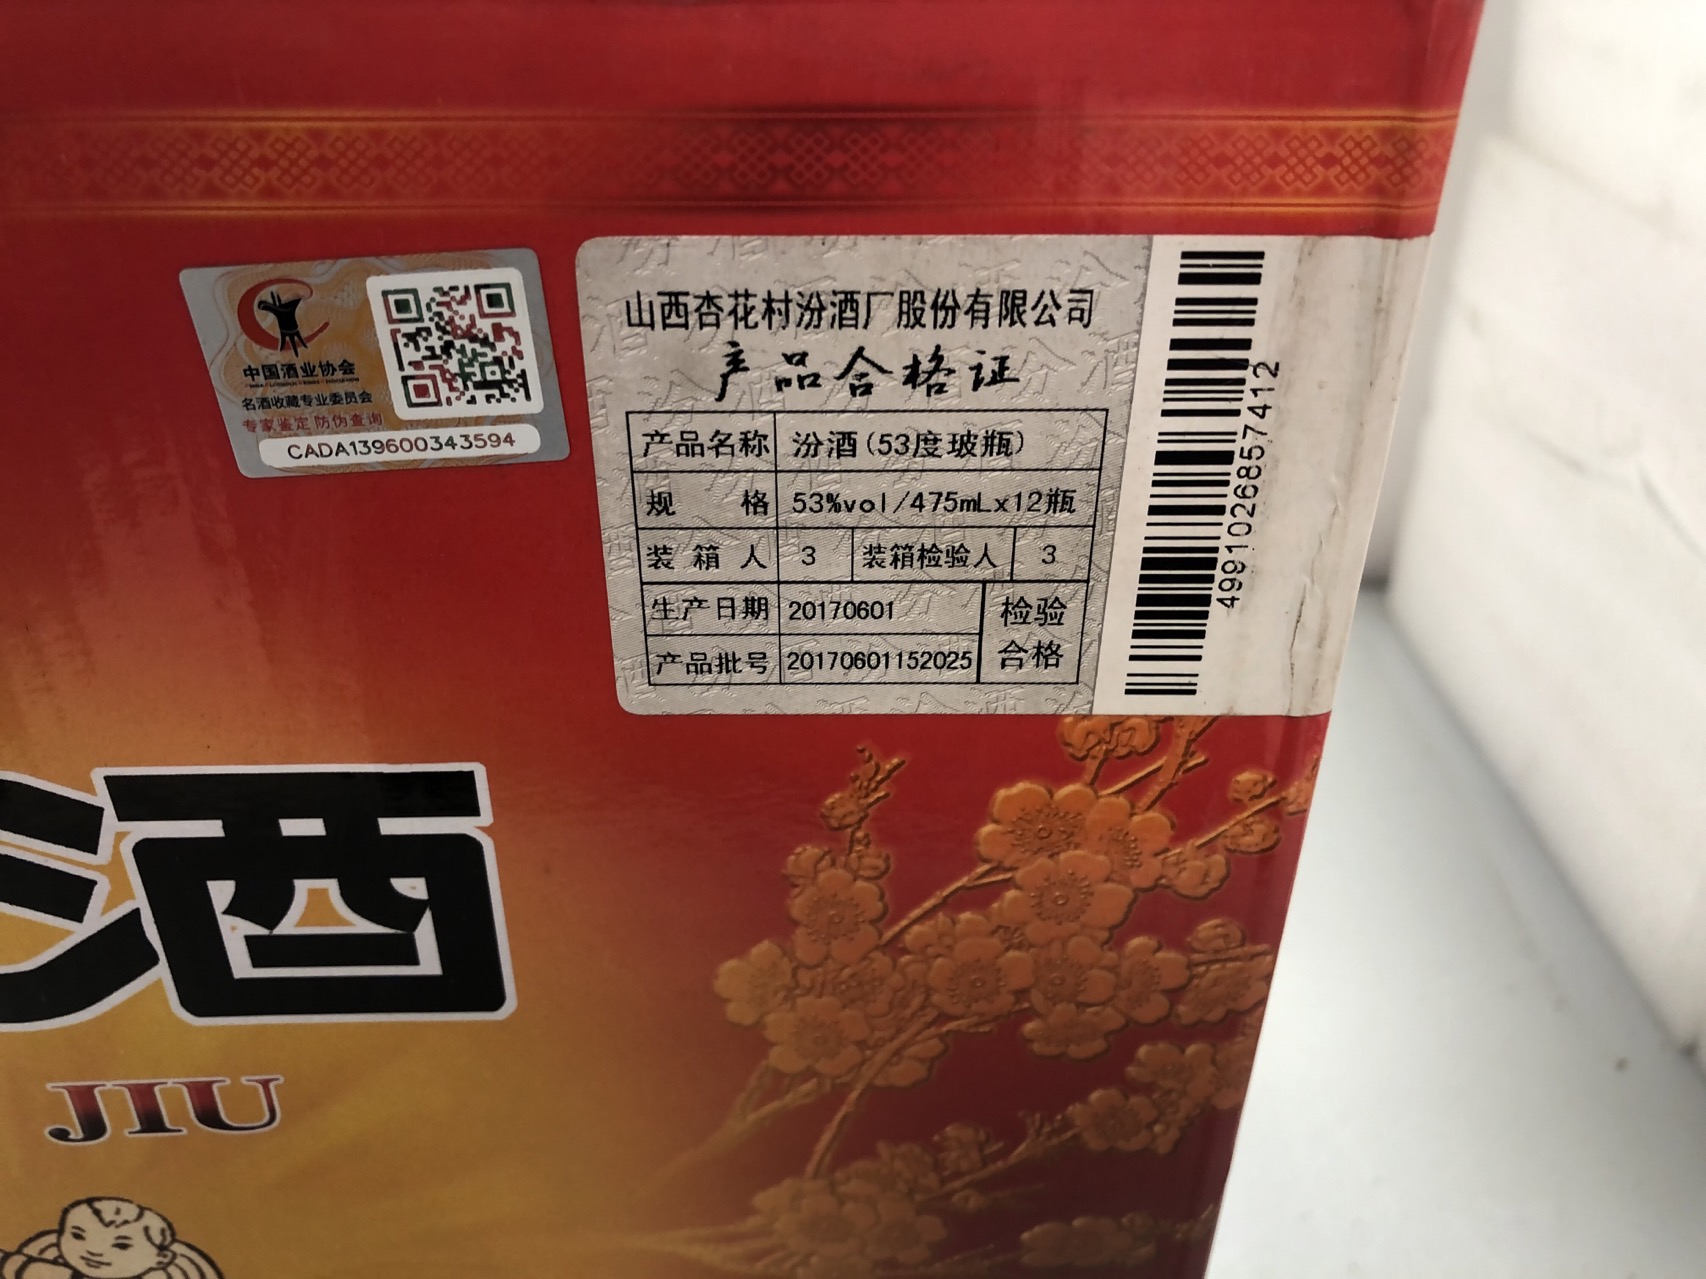 中国酒业协会
名酒收藏专业委员会
专家鉴定 防伪查询
CADA139600343594
山西杏花村汾酒厂股份有限公司
产品合格证
产品名称 汾酒(53度玻瓶)
规 格 53%vol/475mLx12瓶
装 箱 人 3 装箱检验人 3
生产日期 20170601 检验
产品批号 20170601152025 合格
49910268577412
酒
JIU